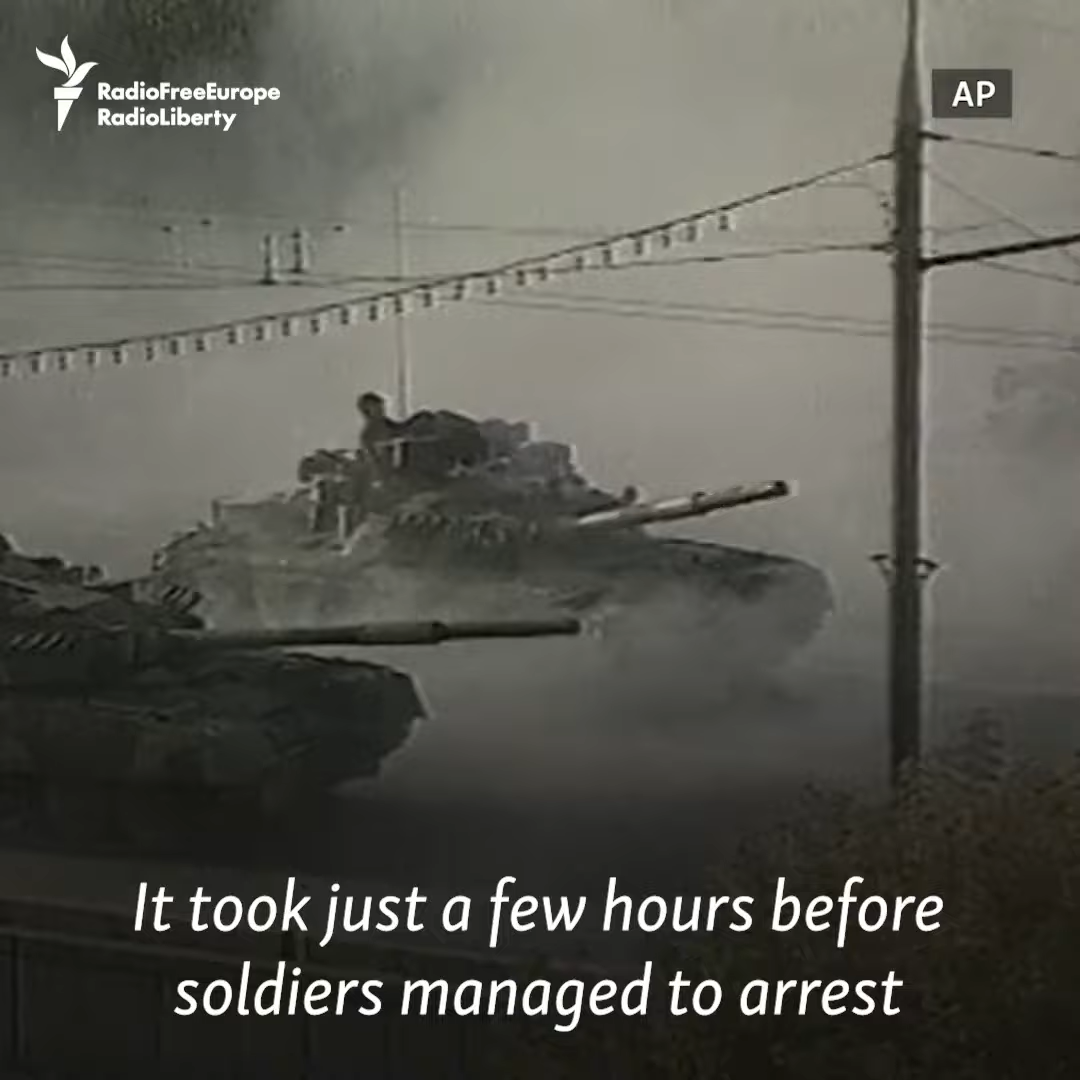 RadioFreeEurope
RadioLiberty
AP
It took just a few hours before
soldiers managed to arrest